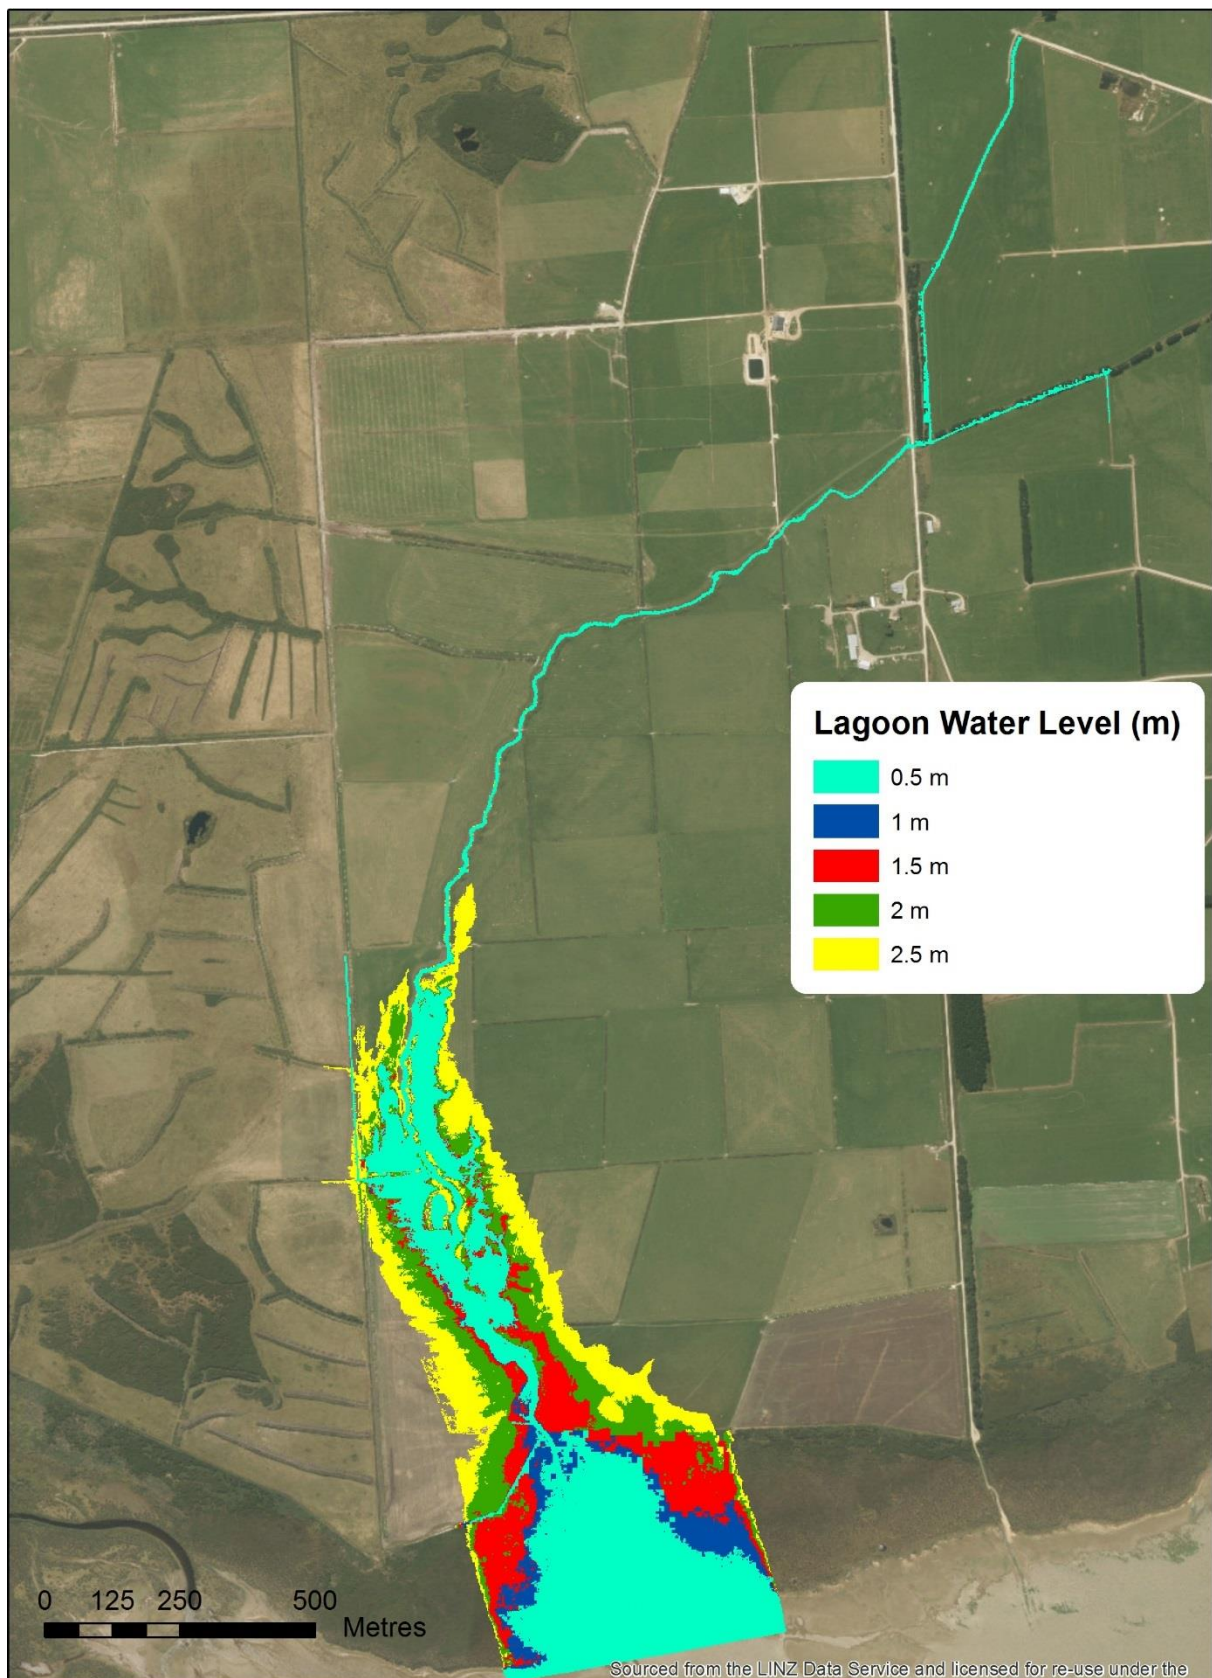 Lagoon Water Level (m)
0.5 m
1 m
1.5 m
2 m
2.5 m
0 125 250 500
Metres
Sourced from the LINZ Data Service and licensed for re-use under the